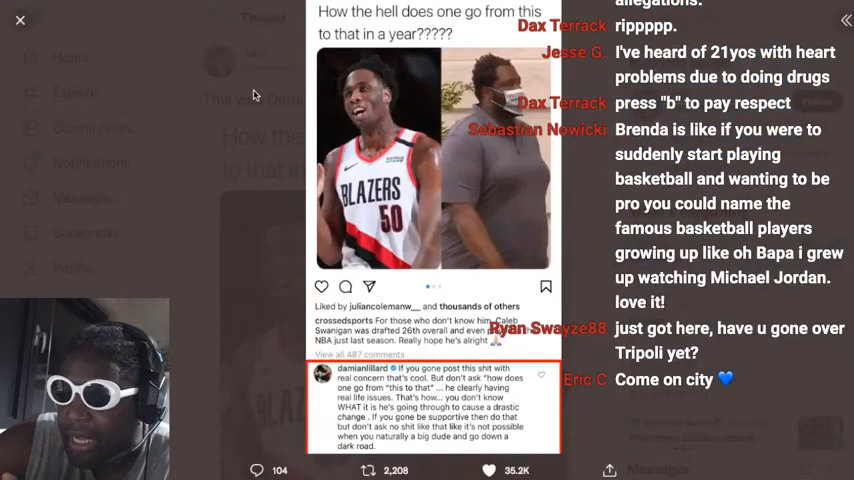 Thread
Home
Explore
Communities
Notifications
Messages
Bookmarks
Profile
How the hell does one go from this
to that in a year?????
BLAZERS
50
Liked by juliancolemanw__ and thousands of others
crossedsports For those who don't know him, Caleb
Swanigan was drafted 26th overall and even
NBA just last season. Really hope he's alright 🙏🏼
View all 487 comments
damianlillard If you gone post this shit with
real concern that's cool. But don't ask "how does
one go from "this to that" ... he clearly having
real life issues. That's how... you don't know
WHAT it is he's going through to cause a drastic
change . If you gone be supportive then do that
but don't ask no shit like that like it's not possible
when you naturally a big dude and go down a
dark road.
104
2,208
35.2K
allegations.
Dax Terrack rippppp.
Jesse G. I've heard of 21yos with heart
problems due to doing drugs
Dax Terrack press "b" to pay respect
Sebastian Nowicki Brenda is like if you were to
suddenly start playing
basketball and wanting to be
pro you could name the
famous basketball players
growing up like oh Bapa i grew
up watching Michael Jordan.
love it!
Ryan Swayze88 just got here, have u gone over
Tripoli yet?
Eric C Come on city 💙
Messages